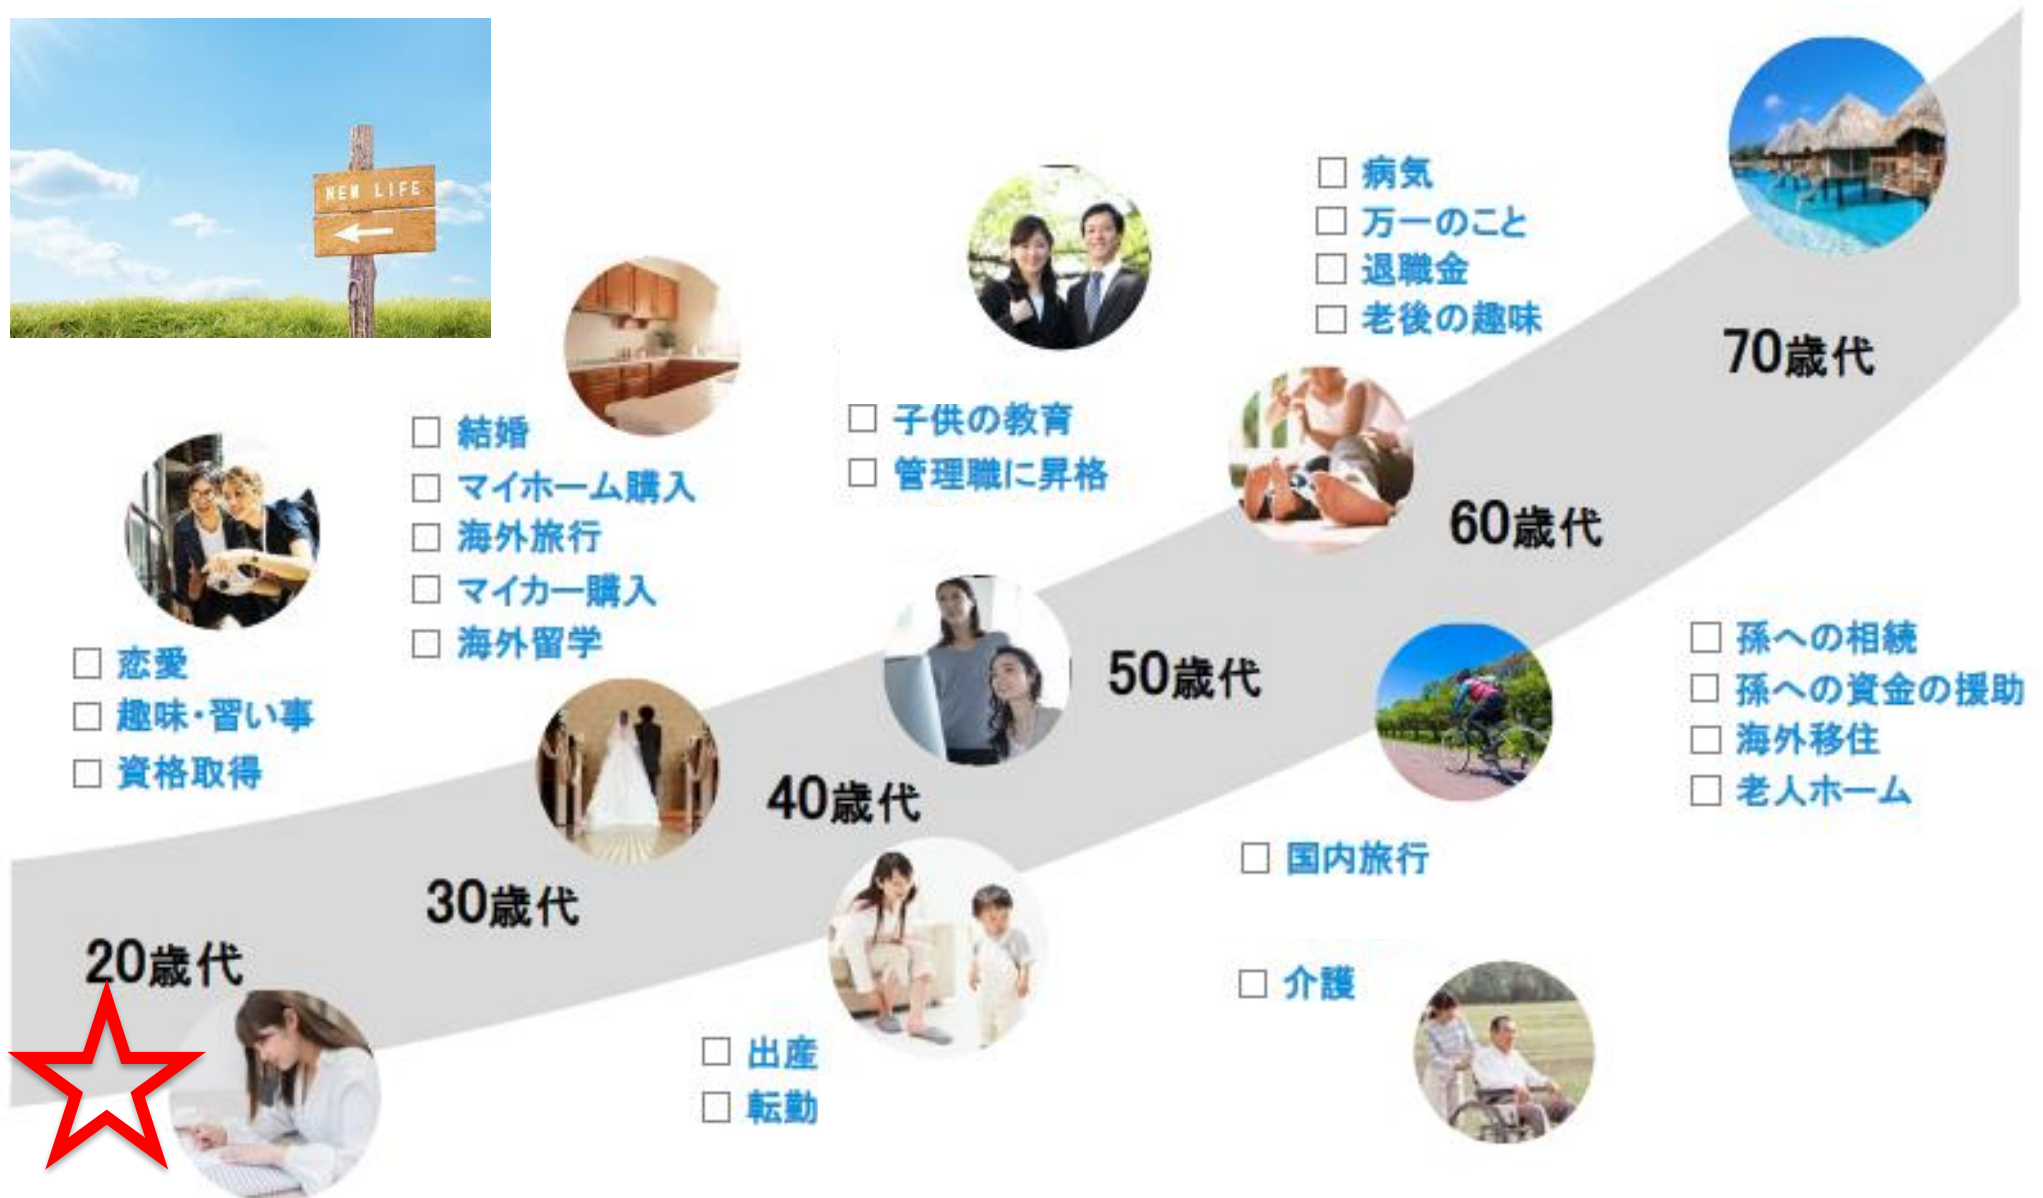 NEW LIFE
恋愛
趣味・習い事
資格取得
20歳代
結婚
マイホーム購入
海外旅行
マイカー購入
海外留学
30歳代
出産
転勤
40歳代
子供の教育
管理職に昇格
50歳代
国内旅行
介護
病気
万一のこと
退職金
老後の趣味
60歳代
孫への相続
孫への資金の援助
海外移住
老人ホーム
70歳代